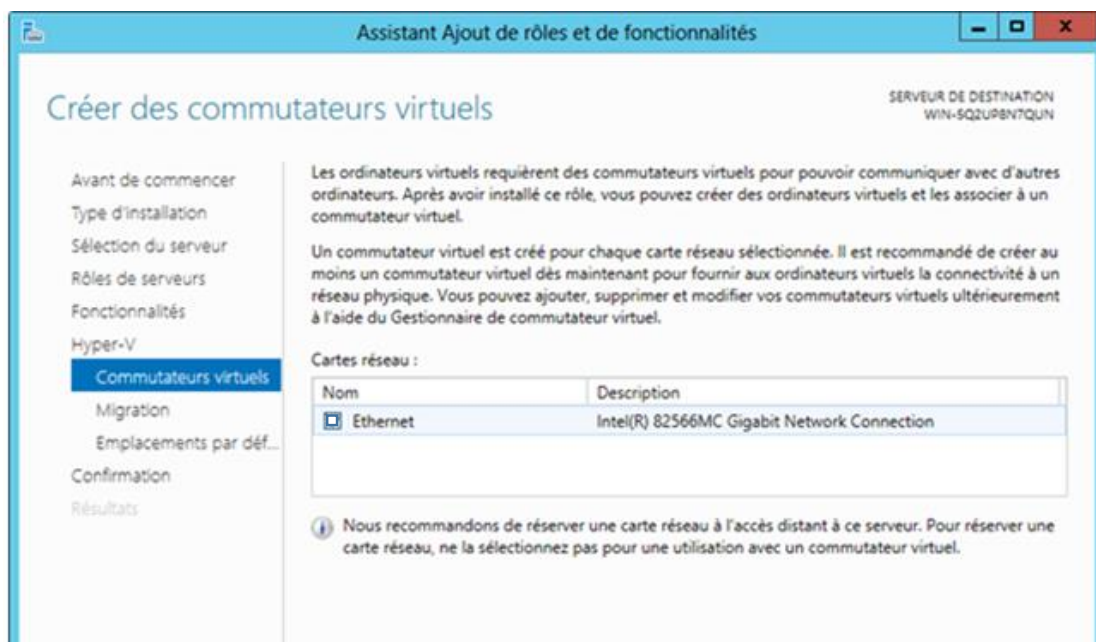 Assistant Ajout de rôles et de fonctionnalités
Créer des commutateurs virtuels
SERVEUR DE DESTINATION
WIN-SQ2UP8N7QUN
Avant de commencer
Type d'installation
Sélection du serveur
Rôles de serveurs
Fonctionnalités
Hyper-V
Commutateurs virtuels
Migration
Emplacements par déf...
Confirmation
Résultats
Les ordinateurs virtuels requièrent des commutateurs virtuels pour pouvoir communiquer avec d'autres
ordinateurs. Après avoir installé ce rôle, vous pouvez créer des ordinateurs virtuels et les associer à un
commutateur virtuel.
Un commutateur virtuel est créé pour chaque carte réseau sélectionnée. Il est recommandé de créer au
moins un commutateur virtuel dès maintenant pour fournir aux ordinateurs virtuels la connectivité à un
réseau physique. Vous pouvez ajouter, supprimer et modifier vos commutateurs virtuels ultérieurement
à l'aide du Gestionnaire de commutateur virtuel.
Cartes réseau :
Nom Description
Ethernet Intel(R) 82566MC Gigabit Network Connection
Nous recommandons de réserver une carte réseau à l'accès distant à ce serveur. Pour réserver une
carte réseau, ne la sélectionnez pas pour une utilisation avec un commutateur virtuel.